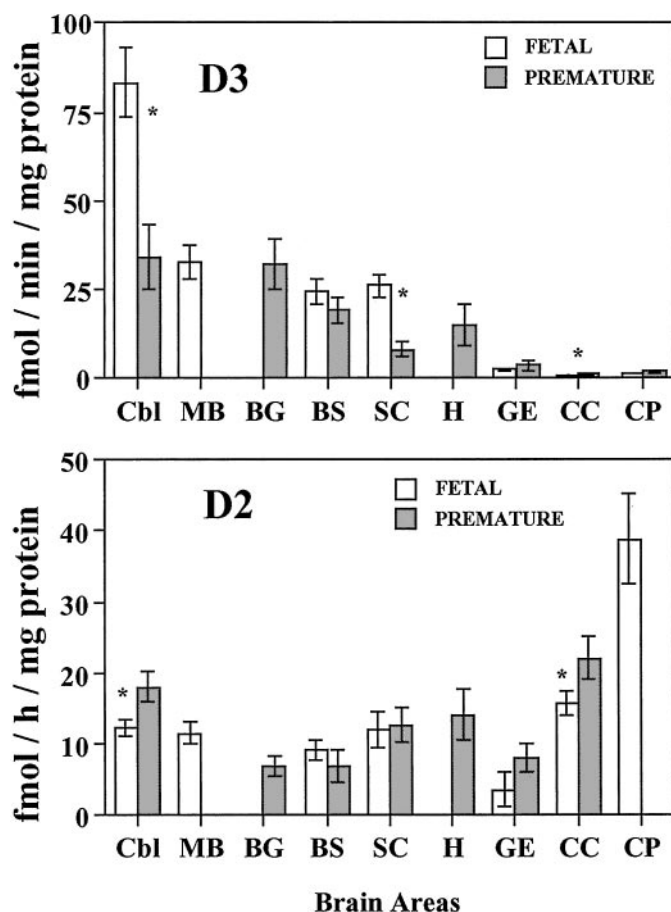 100
75
50
25
0
fmol / min / mg protein
D3
FETAL
PREMATURE
*
*
*
Cbl MB BG BS SC H GE CC CP
50
40
30
20
10
0
fmol / h / mg protein
D2
FETAL
PREMATURE
*
*
Cbl MB BG BS SC H GE CC CP
Brain Areas